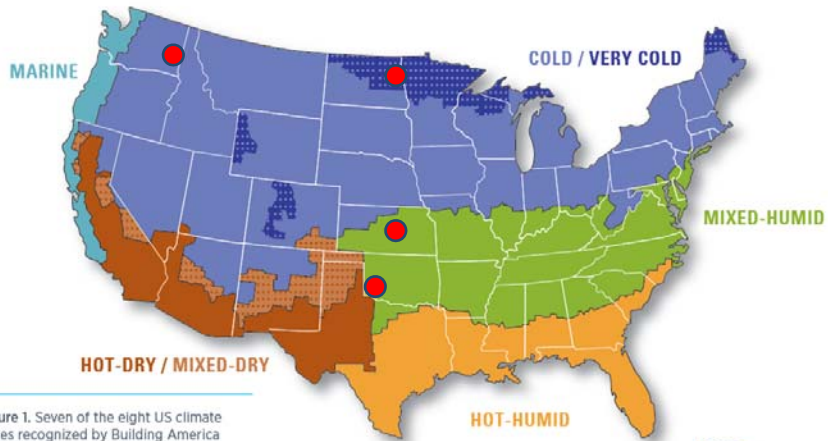 COLD / VERY COLD
MARINE
MIXED-HUMID
HOT-DRY / MIXED-DRY
HOT-HUMID
ure 1. Seven of the eight US climate
es recognized by Building America